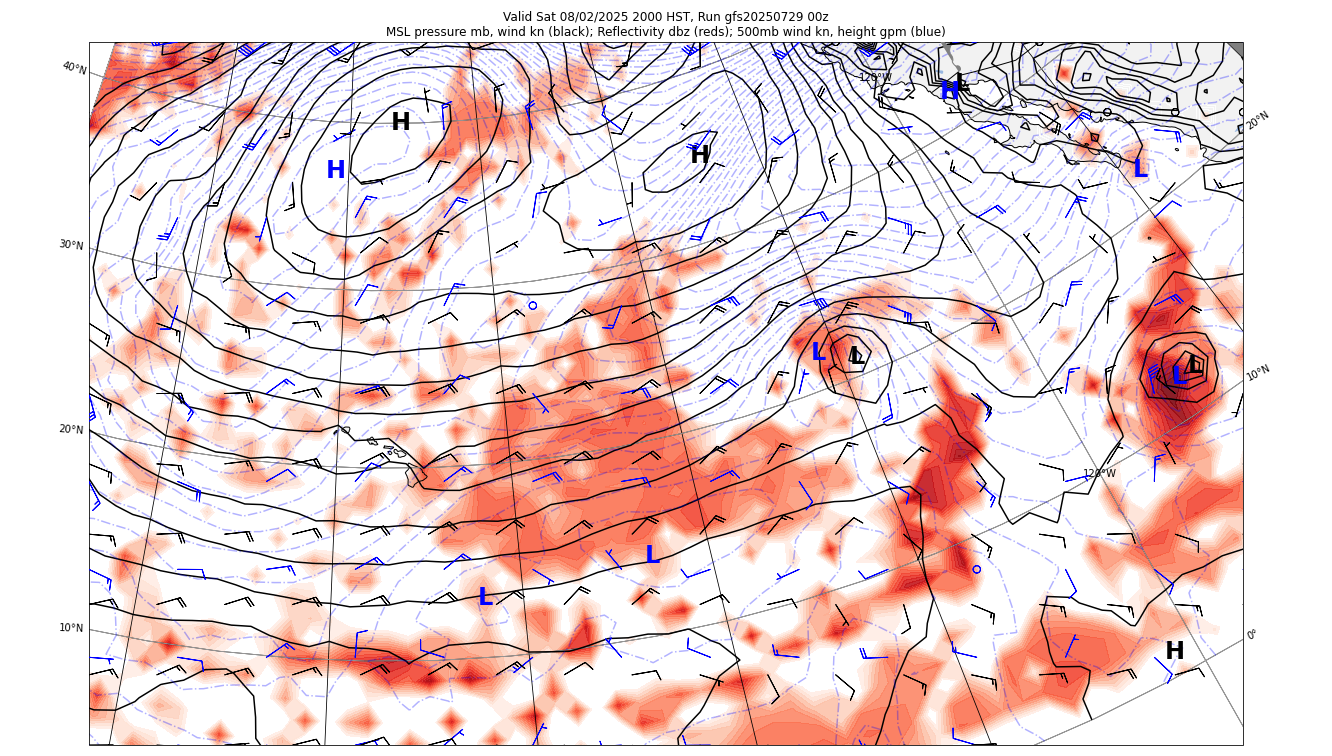 Valid Sat 08/02/2025 2000 HST, Run gfs20250729 00z
MSL pressure mb, wind kn (black); Reflectivity dbz (reds); 500mb wind kn, height gpm (blue)
40°N
120°W
H
L
20°N
H
H
H
L
30°N
L
L
L
L
10°N
20°N
120°W
L
L
10°N
0°
H